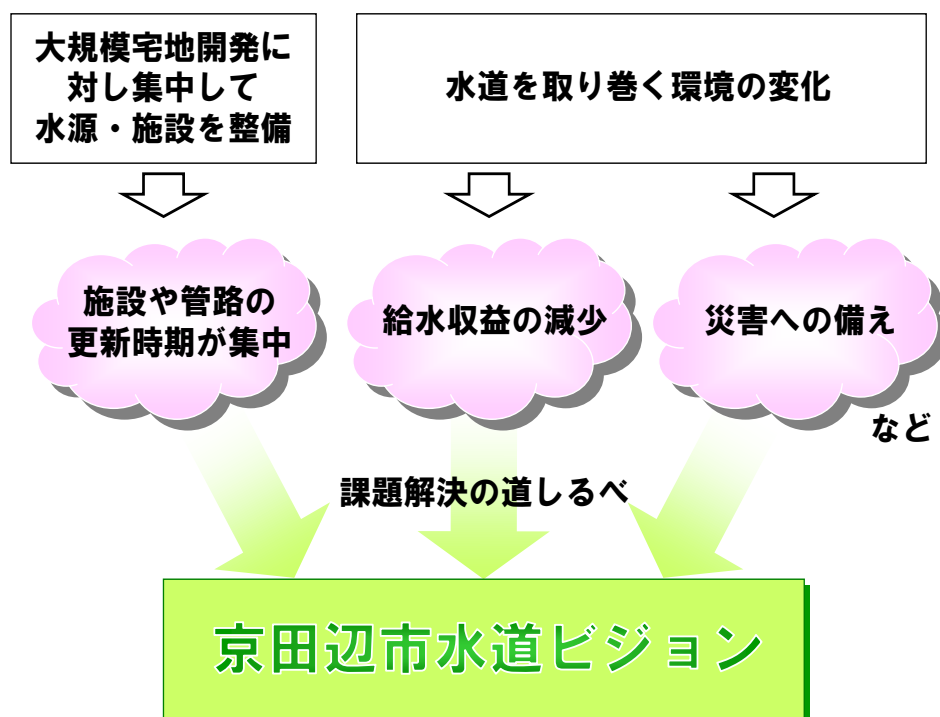 大規模宅地開発に
対し集中して
水源・施設を整備
水道を取り巻く環境の変化
施設や管路の
更新時期が集中
給水収益の減少
災害への備え
など
課題解決の道しるべ
京田辺市水道ビジョン